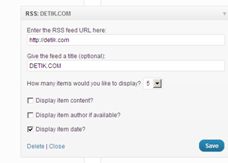 RSS: DETIK.COM
Enter the RSS feed URL here:
http://detik.com
Give the feed a title (optional):
DETIK.COM
How many items would you like to display? 5
Display item content?
Display item author if available?
Display item date?
Delete | Close
Save